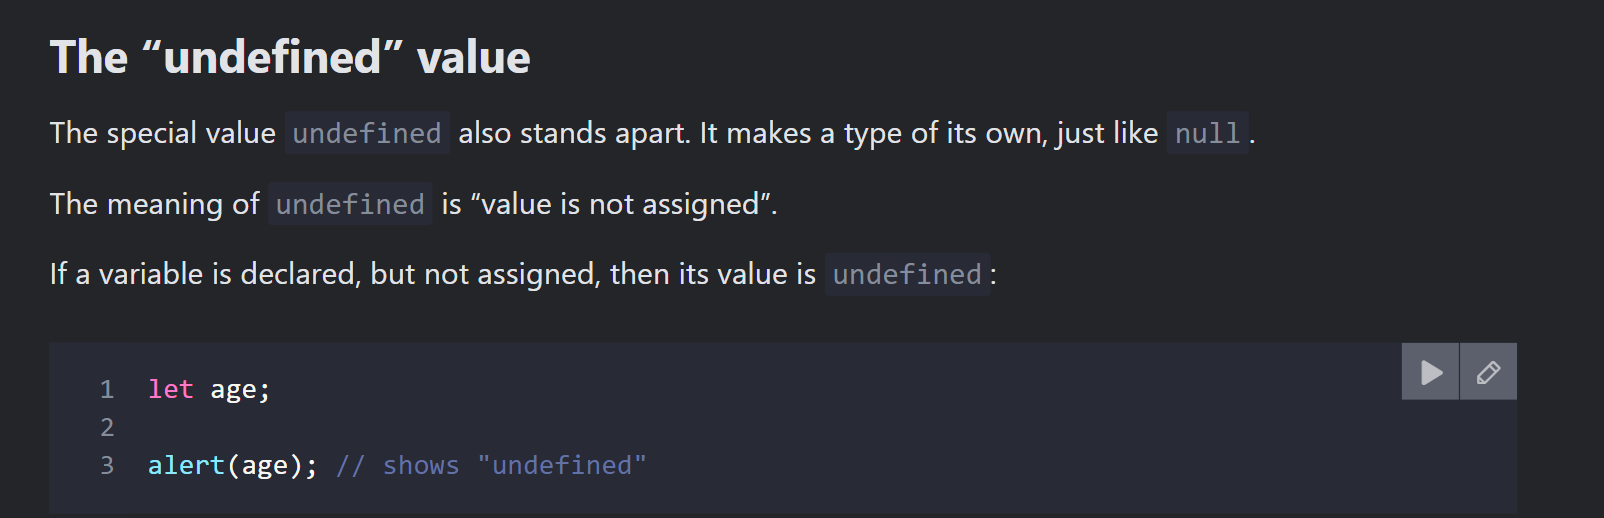 The “undefined” value
The special value undefined also stands apart. It makes a type of its own, just like null.
The meaning of undefined is “value is not assigned”.
If a variable is declared, but not assigned, then its value is undefined:
1 let age;
2
3 alert(age); // shows "undefined"